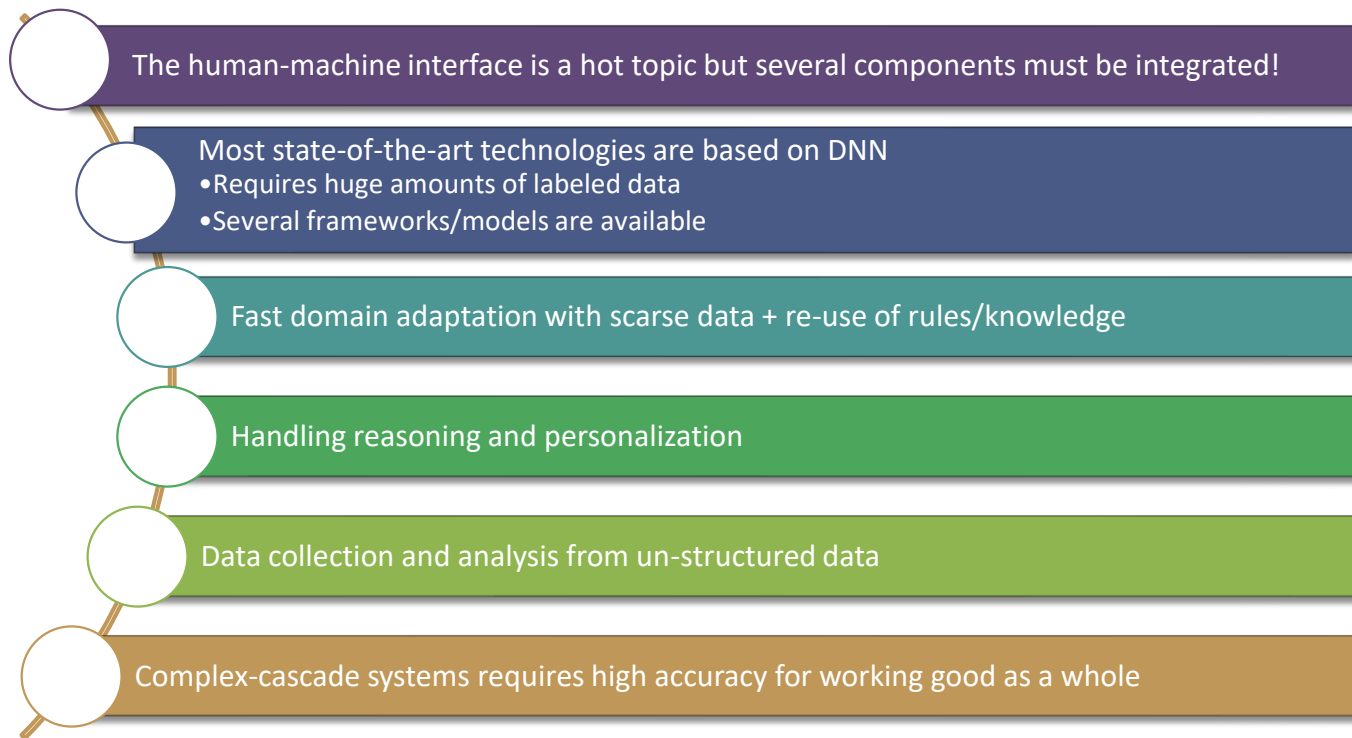 The human-machine interface is a hot topic but several components must be integrated!
Most state-of-the-art technologies are based on DNN
•Requires huge amounts of labeled data
•Several frameworks/models are available
Fast domain adaptation with scarse data + re-use of rules/knowledge
Handling reasoning and personalization
Data collection and analysis from un-structured data
Complex-cascade systems requires high accuracy for working good as a whole